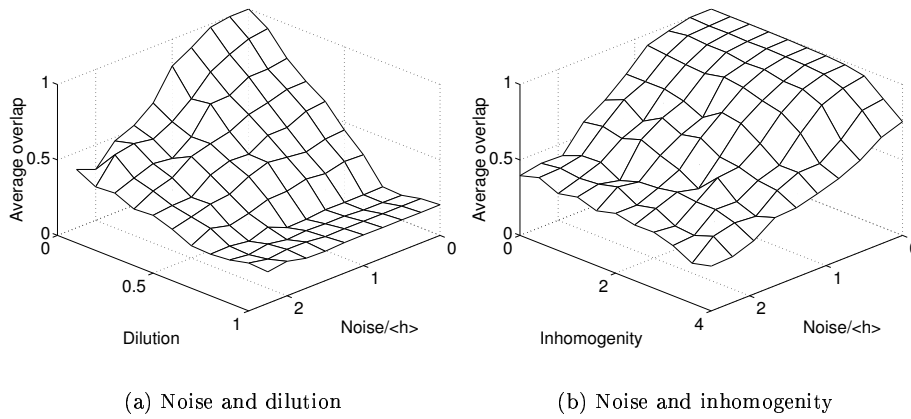 1
0.5
0
Average overlap
0
0.5
1
Dilution
2
1
0
Noise/<h>
1
0.5
0
Average overlap
0
2
4
Inhomogenity
2
1
Noise/<h>
(a) Noise and dilution
(b) Noise and inhomogenity